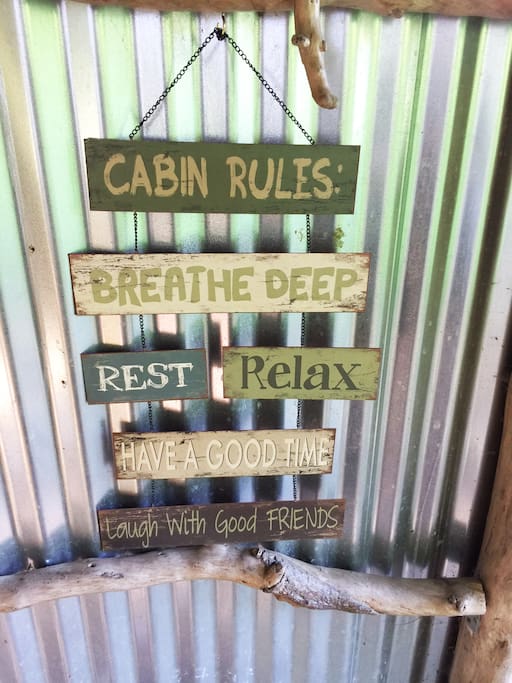 CABIN RULES:
BREATHE DEEP
REST Relax
HAVE A GOOD TIME
Laugh With Good FRIENDS